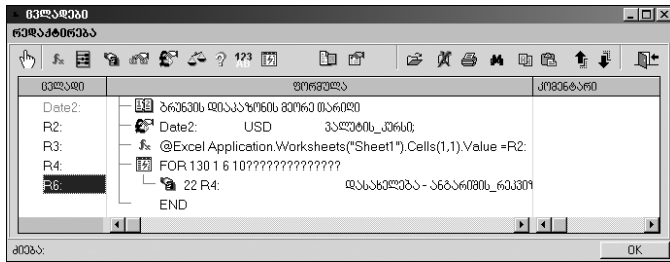 ცვლადები
რედაქტირება
ცვლადი ფორმულა კომენტარი
Date2: ბრუნვის დიაპაზონის მეორე თარიღი
R2: Date2: USD ვალუტის_კურსი;
R3: @Excel Application.Worksheets("Sheet1").Cells(1,1).Value =R2:
R4: FOR 130 1 6 10??????????????
R6: 22 R4: დასახელება - ანგარიშის_რეკვიზ
END
ძიება: OK